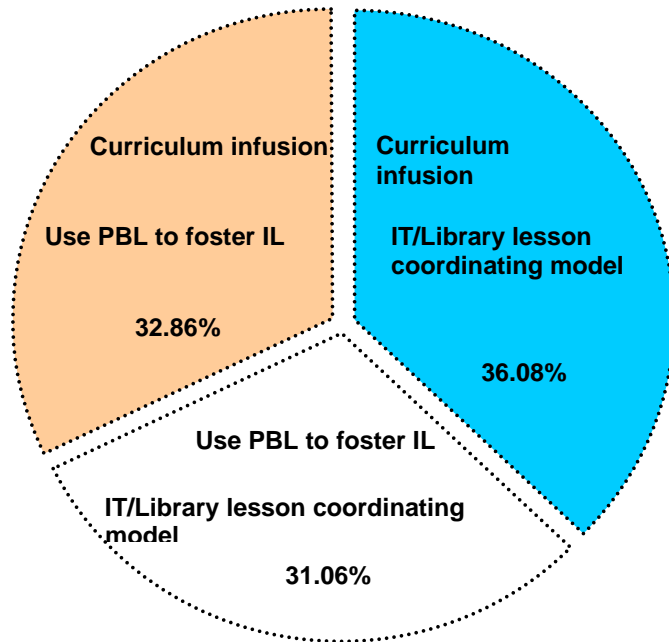 Curriculum infusion
Use PBL to foster IL
32.86%
Curriculum
infusion
IT/Library lesson
coordinating model
36.08%
Use PBL to foster IL
IT/Library lesson coordinating
model
31.06%